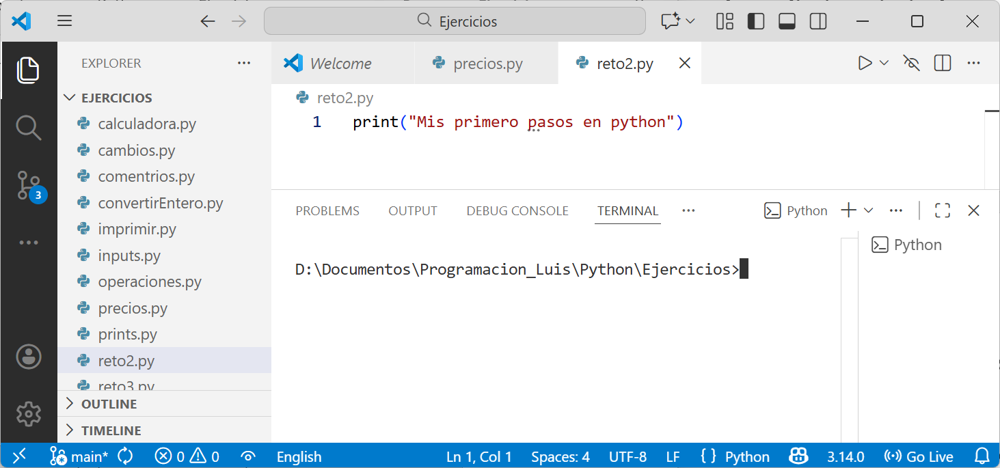 Ejercicios
EXPLORER
EJERCICIOS
calculadora.py
cambios.py
comentrios.py
convertirEntero.py
imprimir.py
inputs.py
operaciones.py
precios.py
prints.py
reto2.py
reto3.py
OUTLINE
TIMELINE
3
Welcome precios.py reto2.py
reto2.py
1 print("Mis primero pasos en python")
PROBLEMS OUTPUT DEBUG CONSOLE TERMINAL Python
D:\Documentos\Programacion_Luis\Python\Ejercicios>
Python
main* 0 0 English Ln 1, Col 1 Spaces: 4 UTF-8 LF { } Python 3.14.0 Go Live